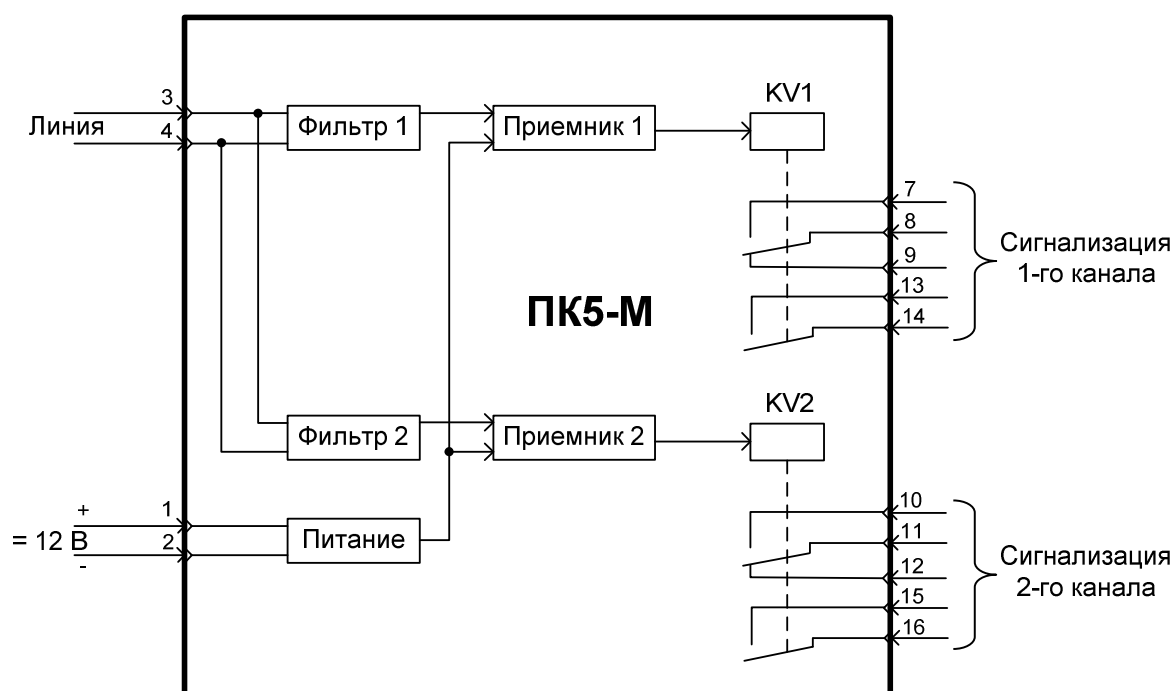 KV1
3
Линия
4
Фильтр 1
Приемник 1
7
8
9
13
14
Сигнализация
1-го канала
ПК5-М
KV2
Фильтр 2
Приемник 2
+
1
= 12 В
2
-
Питание
10
11
12
15
16
Сигнализация
2-го канала